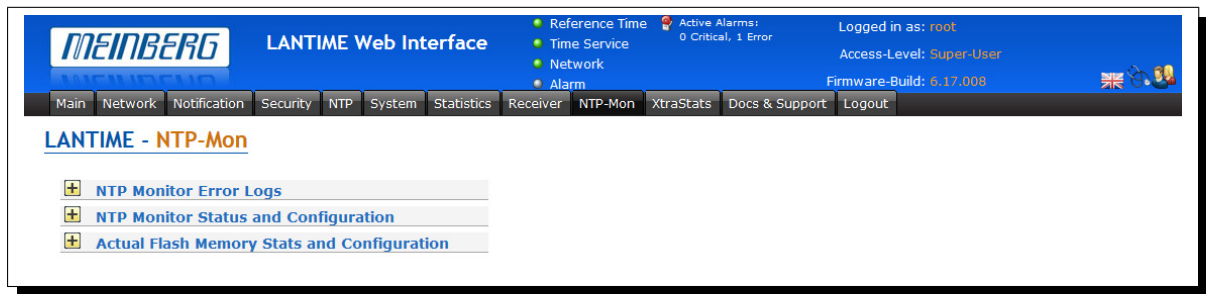 MEINBERG
LANTIME Web Interface
Reference Time
Time Service
Network
Alarm
Active Alarms:
0 Critical, 1 Error
Logged in as: root
Access-Level: Super-User
Firmware-Build: 6.17.008
Main Network Notification Security NTP System Statistics Receiver NTP-Mon XtraStats Docs & Support Logout
LANTIME - NTP-Mon
NTP Monitor Error Logs
NTP Monitor Status and Configuration
Actual Flash Memory Stats and Configuration